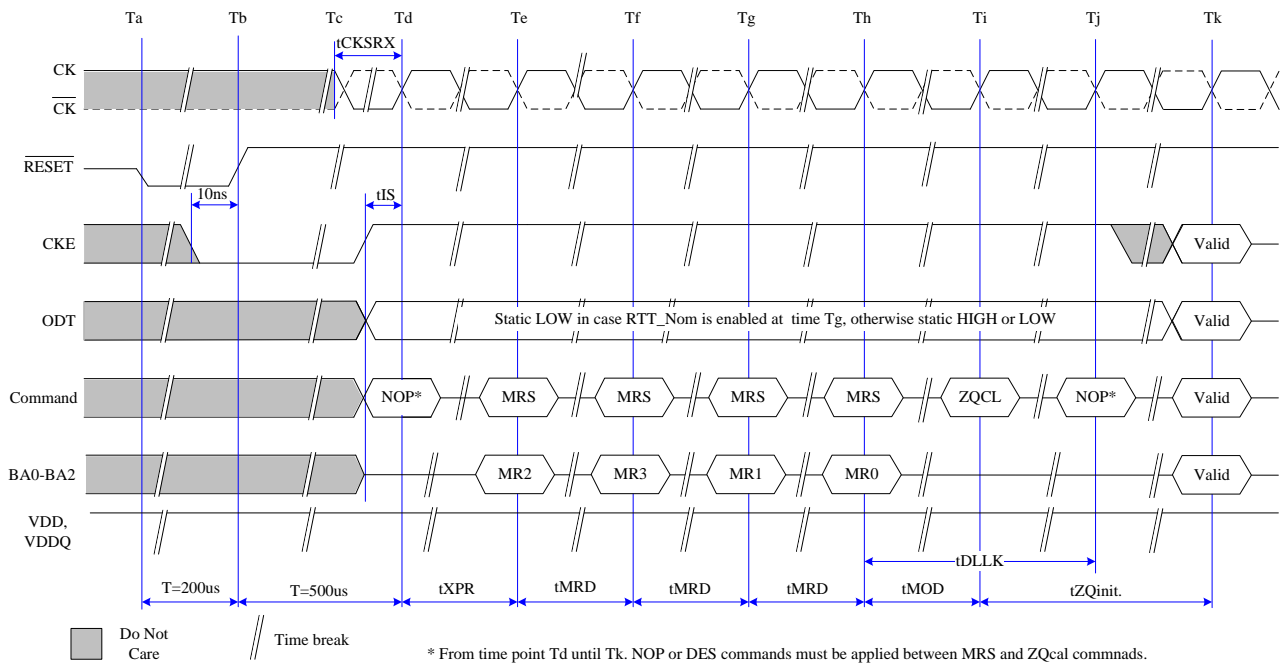 Ta Tb Tc Td Te Tf Tg Th Ti Tj Tk
tCKSRX
CK
CK
RESET
10ns
tIS
CKE
Valid
ODT
Static LOW in case RTT_Nom is enabled at time Tg, otherwise static HIGH or LOW
Valid
Command
NOP* MRS MRS MRS MRS ZQCL NOP* Valid
BA0-BA2
MR2 MR3 MR1 MR0 Valid
VDD,
VDDQ
tDLLK
T=200us T=500us tXPR tMRD tMRD tMRD tMOD tZQinit.
Do Not
Care
Time break
* From time point Td until Tk. NOP or DES commands must be applied between MRS and ZQcal commnads.